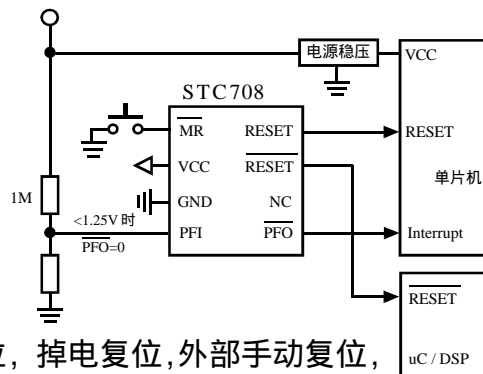 电源稳压
VCC
STC708
MR RESET
RESET
VCC RESET
单片机
1M
GND NC
<1.25V 时
PFI PFO
Interrupt
PFO=0
RESET
掉电复位,外部手动复位,
uC / DSP